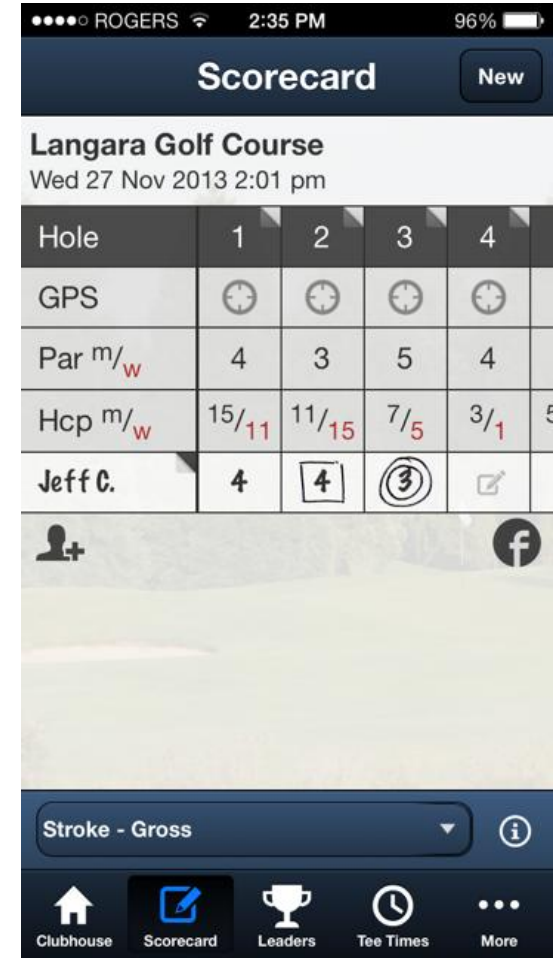 ROGERS 2:35 PM 96%
Scorecard New
Langara Golf Course
Wed 27 Nov 2013 2:01 pm
Hole 1 2 3 4
GPS
Par m/w 4 3 5 4
Hcp m/w 15/11 11/15 7/5 3/1 5
Jeff C. 4 4 3
f
Stroke - Gross i
Clubhouse Scorecard Leaders Tee Times More